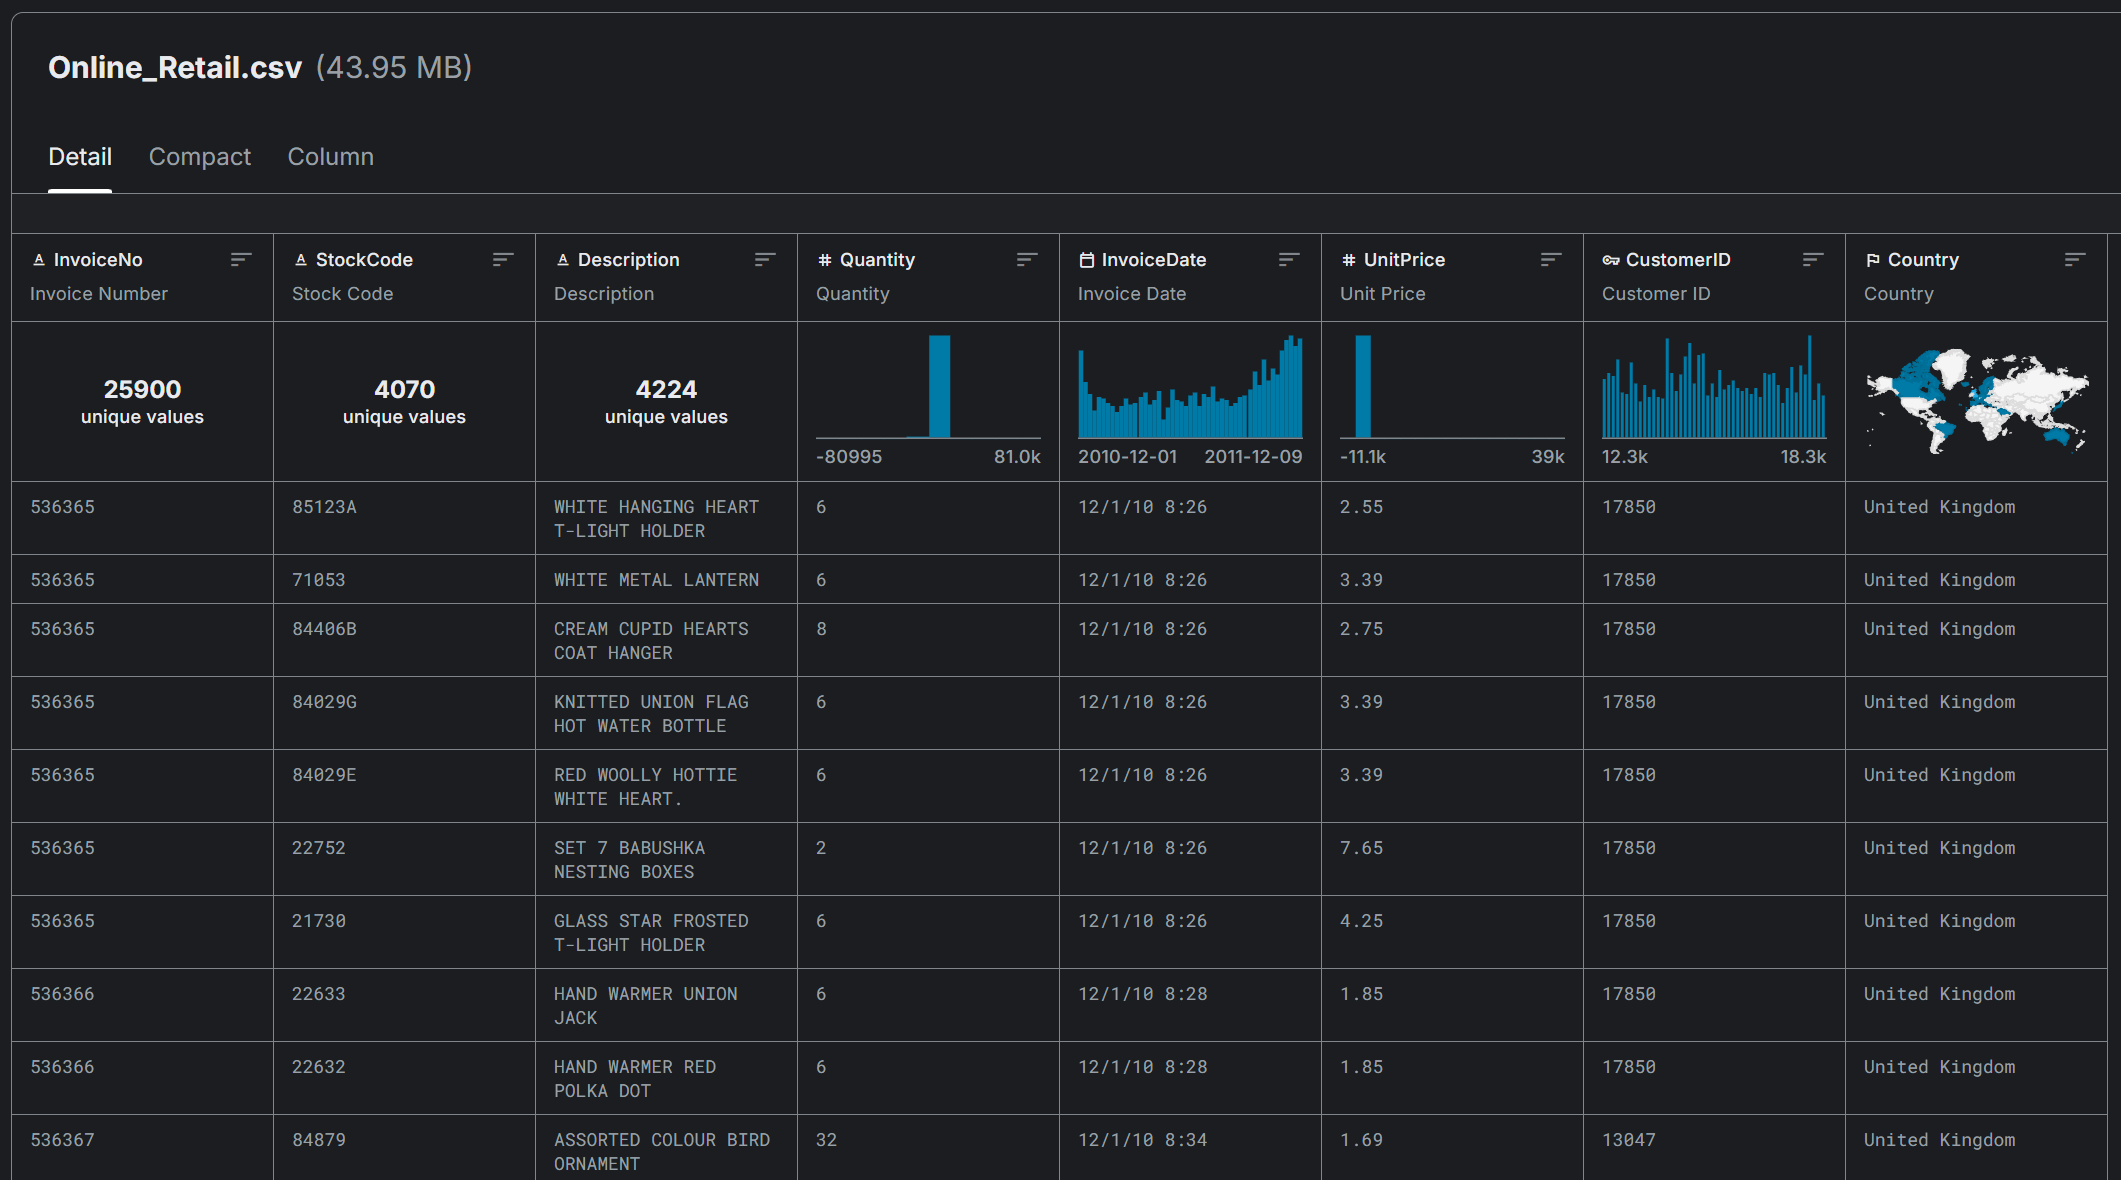 Online_Retail.csv (43.95 MB)
Detail Compact Column
InvoiceNo StockCode Description # Quantity InvoiceDate # UnitPrice CustomerID Country
Invoice Number Stock Code Description Quantity Invoice Date Unit Price Customer ID Country
25900 4070 4224
unique values unique values unique values
-80995 81.0k 2010-12-01 2011-12-09 -11.1k 39k 12.3k 18.3k
536365 85123A WHITE HANGING HEART 6 12/1/10 8:26 2.55 17850 United Kingdom
T-LIGHT HOLDER
536365 71053 WHITE METAL LANTERN 6 12/1/10 8:26 3.39 17850 United Kingdom
536365 84406B CREAM CUPID HEARTS 8 12/1/10 8:26 2.75 17850 United Kingdom
COAT HANGER
536365 84029G KNITTED UNION FLAG 6 12/1/10 8:26 3.39 17850 United Kingdom
HOT WATER BOTTLE
536365 84029E RED WOOLLY HOTTIE 6 12/1/10 8:26 3.39 17850 United Kingdom
WHITE HEART.
536365 22752 SET 7 BABUSHKA 2 12/1/10 8:26 7.65 17850 United Kingdom
NESTING BOXES
536365 21730 GLASS STAR FROSTED 6 12/1/10 8:26 4.25 17850 United Kingdom
T-LIGHT HOLDER
536366 22633 HAND WARMER UNION 6 12/1/10 8:28 1.85 17850 United Kingdom
JACK
536366 22632 HAND WARMER RED 6 12/1/10 8:28 1.85 17850 United Kingdom
POLKA DOT
536367 84879 ASSORTED COLOUR BIRD 32 12/1/10 8:34 1.69 13047 United Kingdom
ORNAMENT